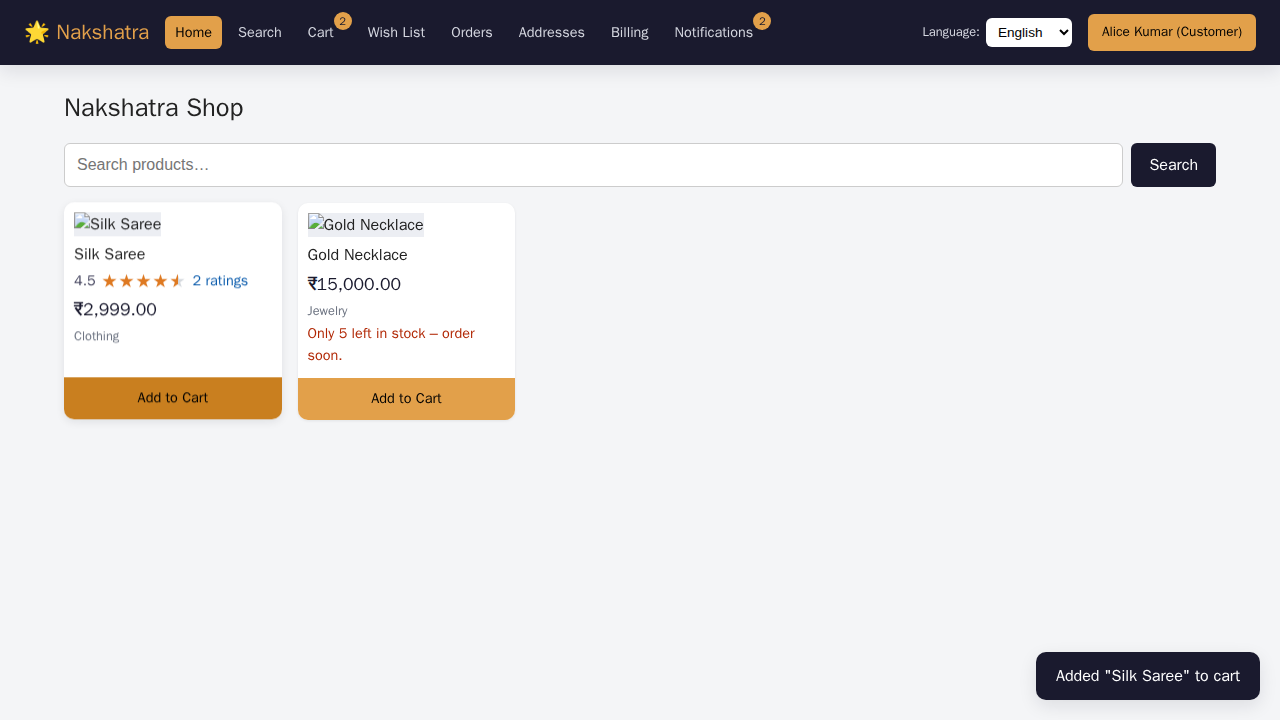 🌟 Nakshatra Home Search Cart 2 Wish List Orders Addresses Billing Notifications 2 Language: English Alice Kumar (Customer)
Nakshatra Shop
Search products... Search
Silk Saree
Silk Saree
4.5 ★★★★★ 2 ratings
₹2,999.00
Clothing
Add to Cart
Gold Necklace
Gold Necklace
₹15,000.00
Jewelry
Only 5 left in stock – order
soon.
Add to Cart
Added "Silk Saree" to cart